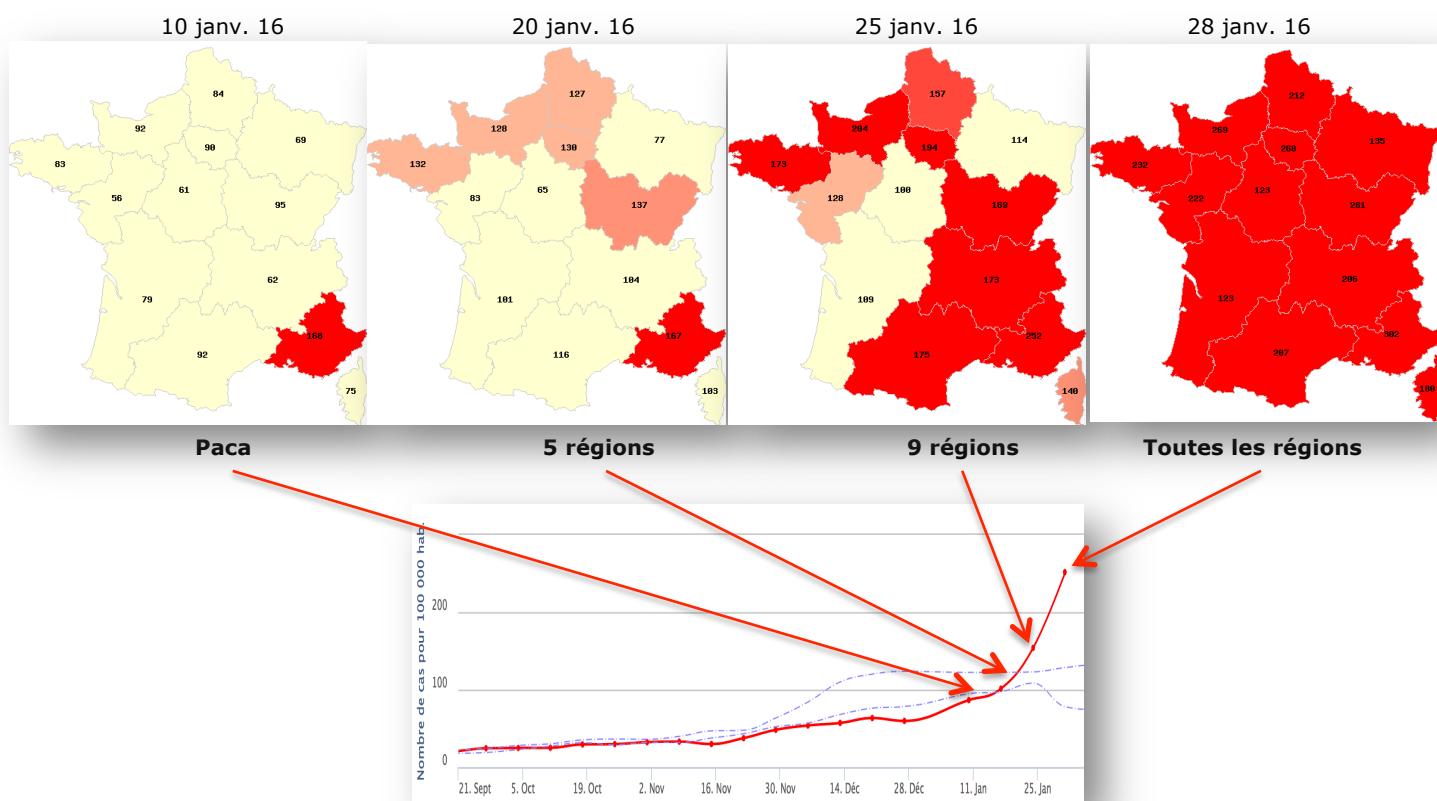 10 janv. 16
20 janv. 16
25 janv. 16
28 janv. 16
84
92
90
69
83
56
61
95
62
79
92
75
127
128
130
77
132
83
65
137
104
101
116
167
103
157
204
194
114
173
128
169
173
109
175
252
140
212
269
195
232
222
123
261
206
123
207
302
Paca
5 régions
9 régions
Toutes les régions
Nombre de cas pour 100 000 hab.
200
100
0
21. Sept
5. Oct
19. Oct
2. Nov
16. Nov
30. Nov
14. Déc
28. Déc
11. Jan
25. Jan